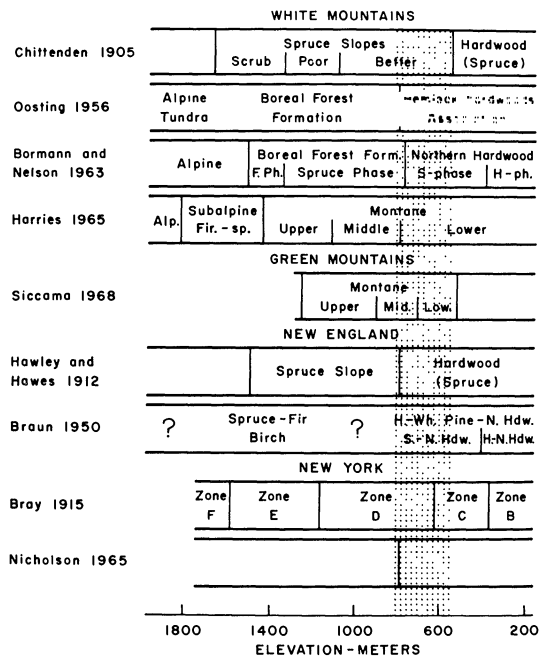 WHITE MOUNTAINS
Chittenden 1905
Spruce Slopes
Scrub Poor Better
Hardwood
(Spruce)
Oosting 1956
Alpine
Tundra
Boreal Forest
Formation
Hemlock Hardwoods
Association
Bormann and
Nelson 1963
Alpine
Boreal Forest Form.
F. Ph. Spruce Phase
Northern Hardwood
S-phase H-ph.
Harries 1965
Alp.
Subalpine
Fir.-sp.
Montane
Upper Middle Lower
GREEN MOUNTAINS
Siccama 1968
Montane
Upper Mid. Low.
NEW ENGLAND
Hawley and
Hawes 1912
Spruce Slope
Hardwood
(Spruce)
Braun 1950
?
Spruce-Fir
Birch
?
H.-Wh. Pine-N. Hdw.
S.-N. Hdw. H.-N.Hdw.
NEW YORK
Bray 1915
Zone
F
Zone
E
Zone
D
Zone
C
Zone
B
Nicholson 1965
1800 1400 1000 600 200
ELEVATION-METERS